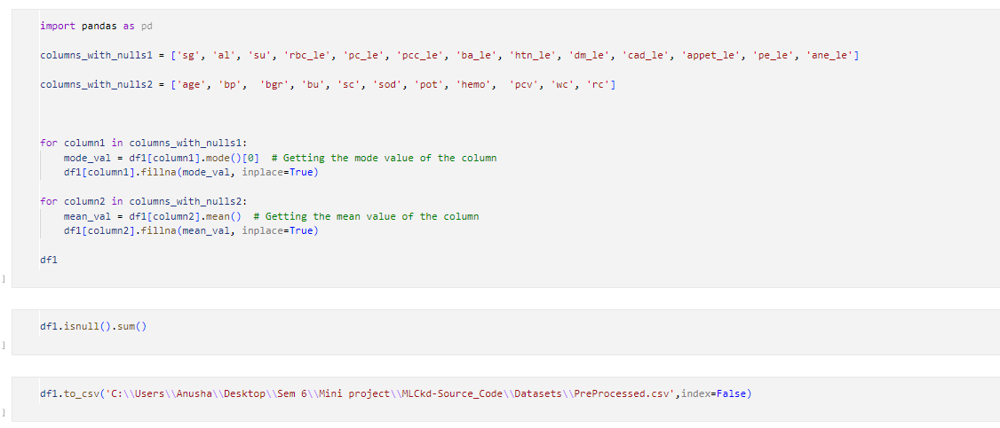 import pandas as pd
columns_with_nulls1 = ['sg', 'al', 'su', 'rbc_le', 'pc_le', 'pcc_le', 'ba_le', 'htn_le', 'dm_le', 'cad_le', 'appet_le', 'pe_le', 'ane_le']
columns_with_nulls2 = ['age', 'bp',  'bgr', 'bu', 'sc', 'sod', 'pot', 'hemo',  'pcv', 'wc', 'rc']
for column1 in columns_with_nulls1:
    mode_val = df1[column1].mode()[0]  # Getting the mode value of the column
    df1[column1].fillna(mode_val, inplace=True)
for column2 in columns_with_nulls2:
    mean_val = df1[column2].mean()  # Getting the mean value of the column
    df1[column2].fillna(mean_val, inplace=True)
df1
]
df1.isnull().sum()
]
df1.to_csv('C:\\Users\\Anusha\\Desktop\\Sem 6\\Mini project\\MLCkd-Source_Code\\Datasets\\PreProcessed.csv',index=False)
]